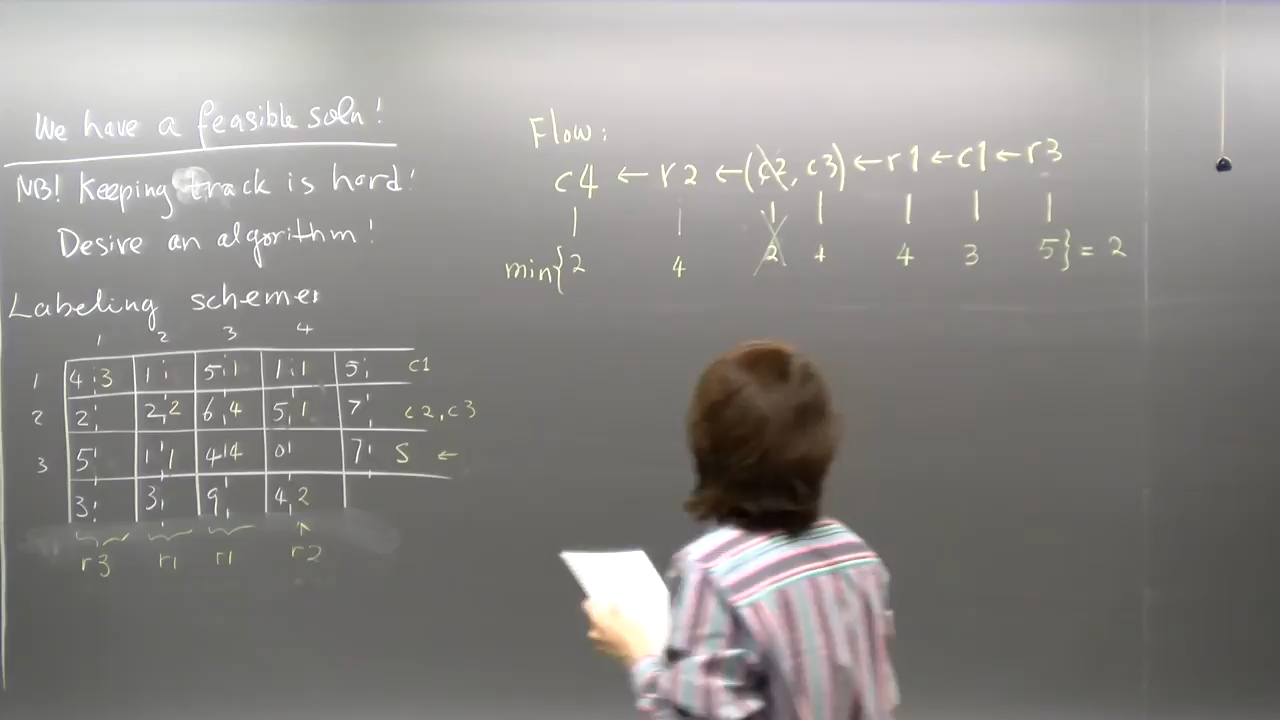 We have a feasible soln!
NB! Keeping track is hard!
Desire an algorithm!
Labeling scheme
1 2 3 4
1 4 3 1 5 1 1 1 5 c1
2 2 2 2 6 4 5 1 7 c2, c3
3 5 1 1 4 4 0 7 S ←
3 3 9 4 2
r3 r1 r1 r2
Flow:
c4 ← r2 ← (c2, c3) ← r1 ← c1 ← r3
min{2 4 2 4 3 5} = 2